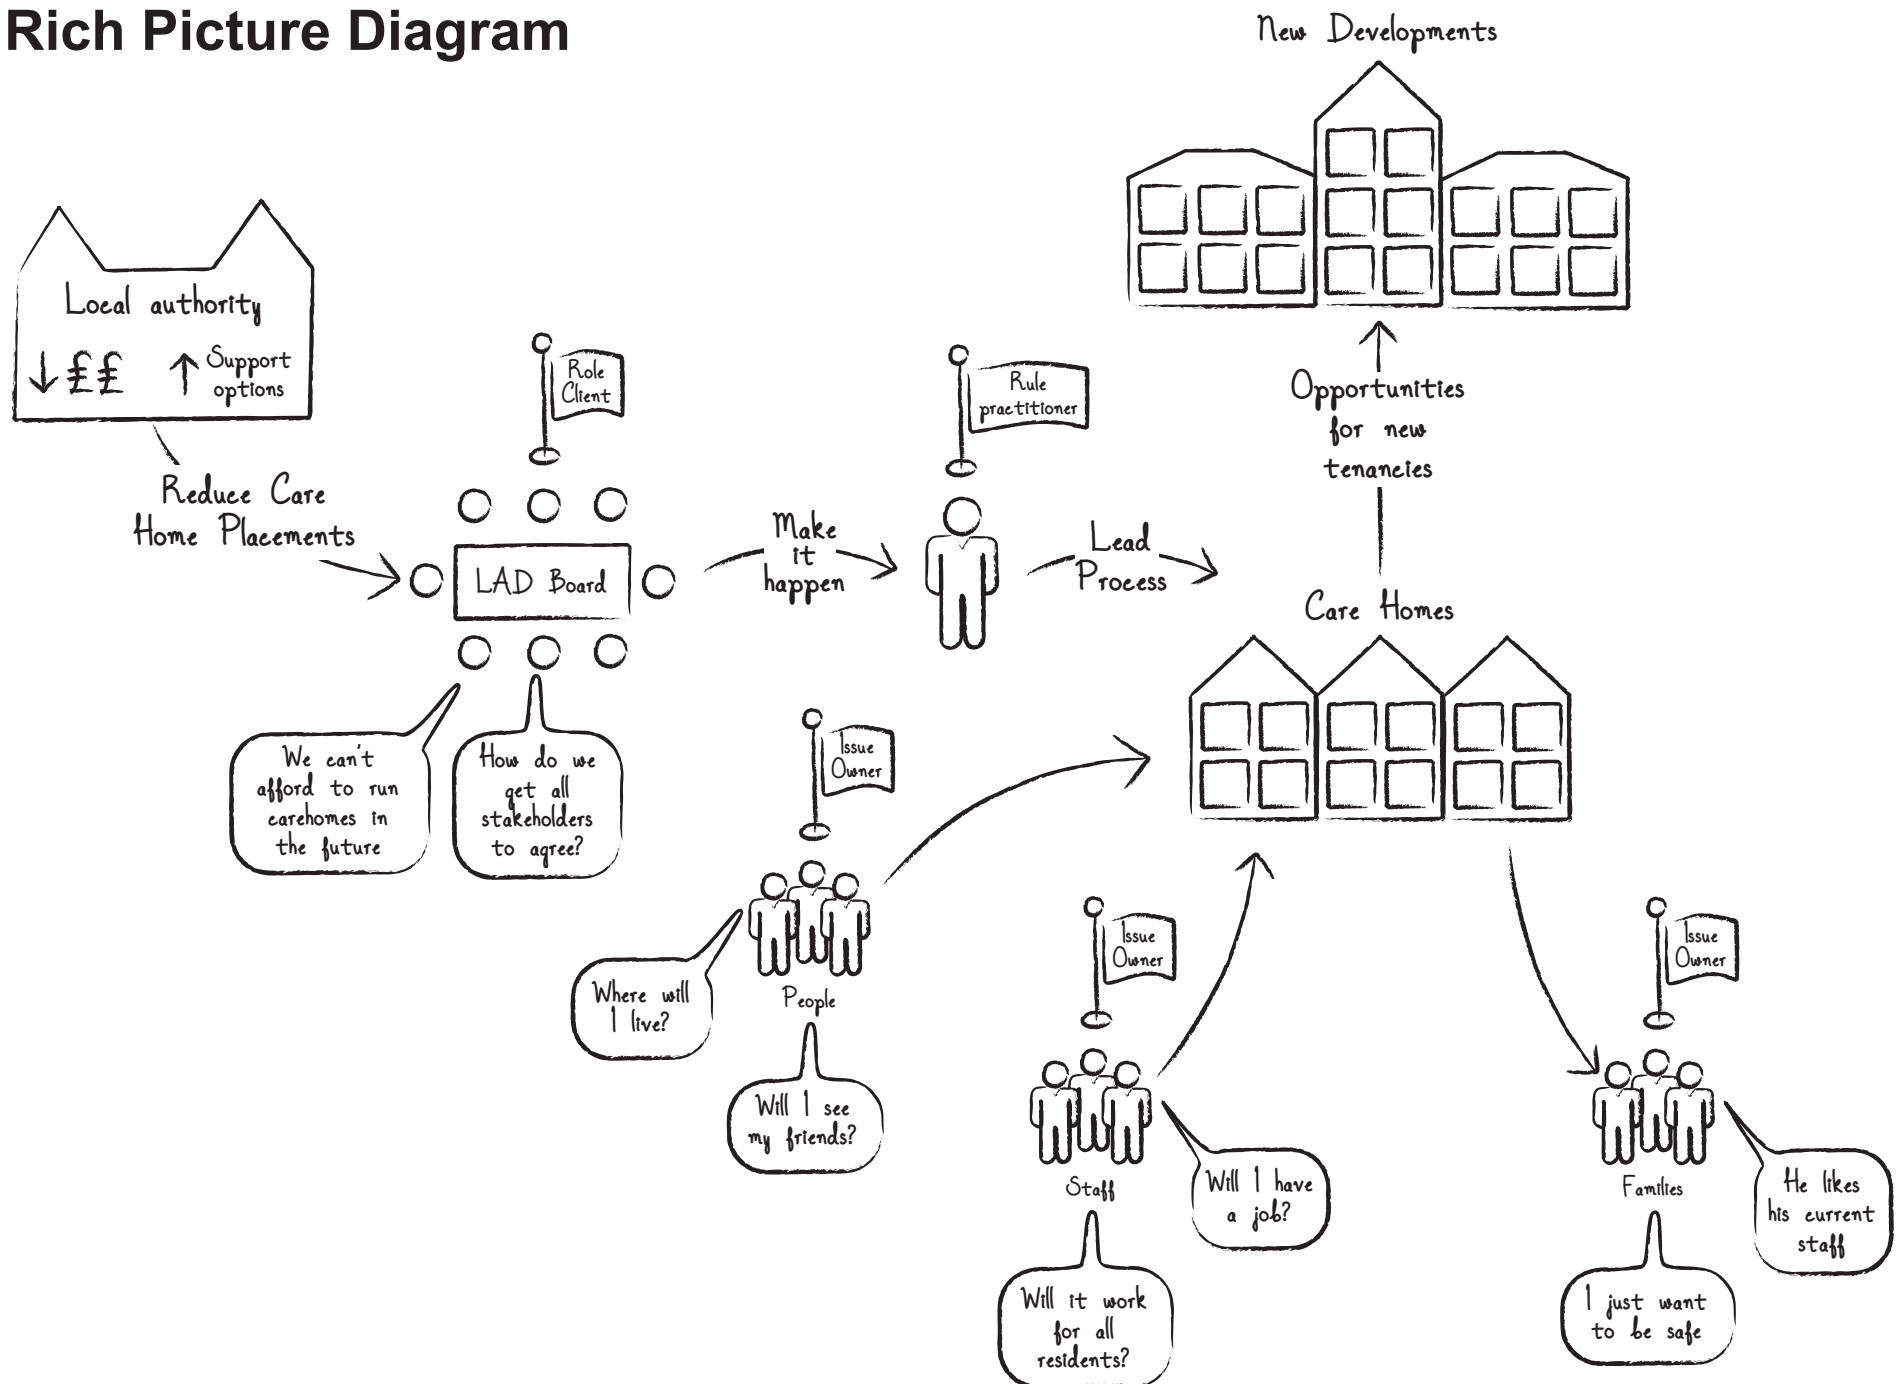 Rich Picture Diagram
New Developments
Local authority
↓ ££ ↑ Support
options
Role
Client
Rule
practitioner
Opportunities
for new
tenancies
Reduce Care
Home Placements
LAD Board
Make
it
happen
Lead
Process
Care Homes
We can't
afford to run
carehomes in
the future
How do we
get all
stakeholders
to agree?
Issue
Owner
Where will
I live?
People
Will I see
my friends?
Issue
Owner
Staff
Will I have
a job?
Will it work
for all
residents?
Issue
Owner
Families
He likes
his current
staff
I just want
to be safe